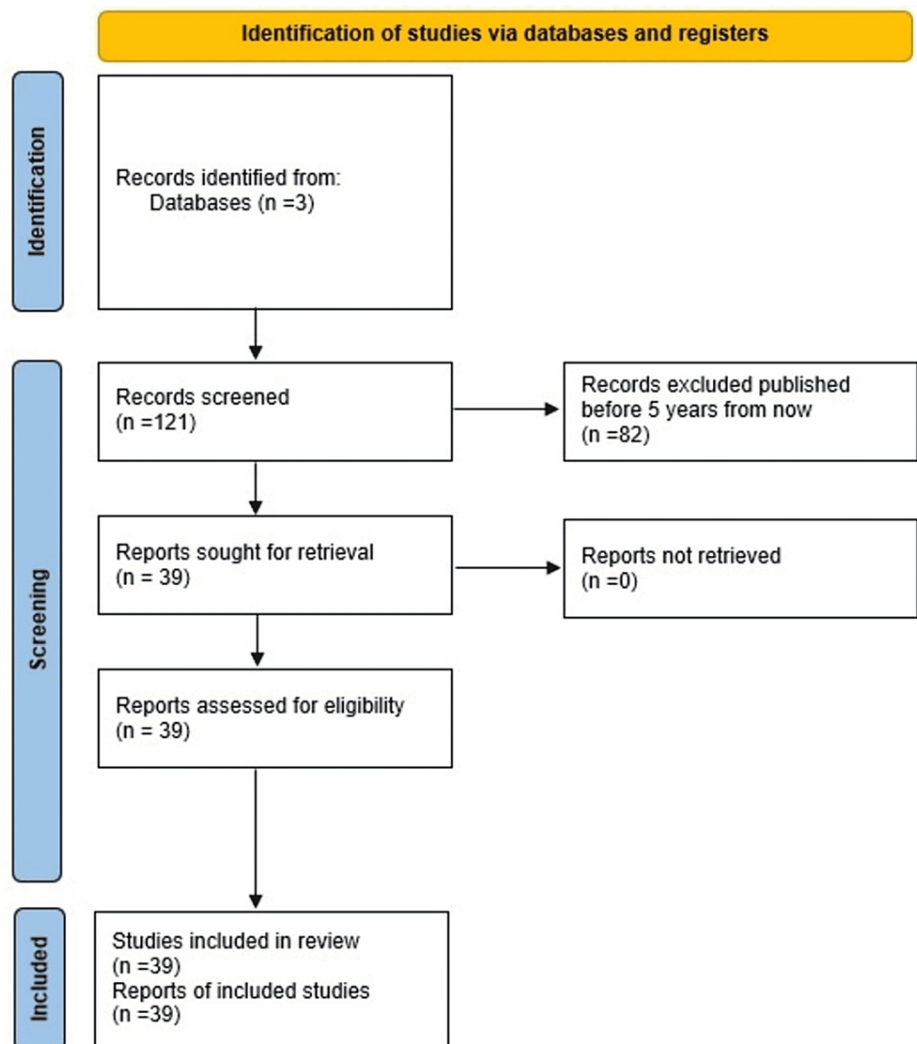 Identification of studies via databases and registers
Identification
Records identified from:
Databases (n =3)
Screening
Records screened
(n =121)
Records excluded published
before 5 years from now
(n =82)
Reports sought for retrieval
(n = 39)
Reports not retrieved
(n =0)
Reports assessed for eligibility
(n = 39)
Included
Studies included in review
(n =39)
Reports of included studies
(n =39)